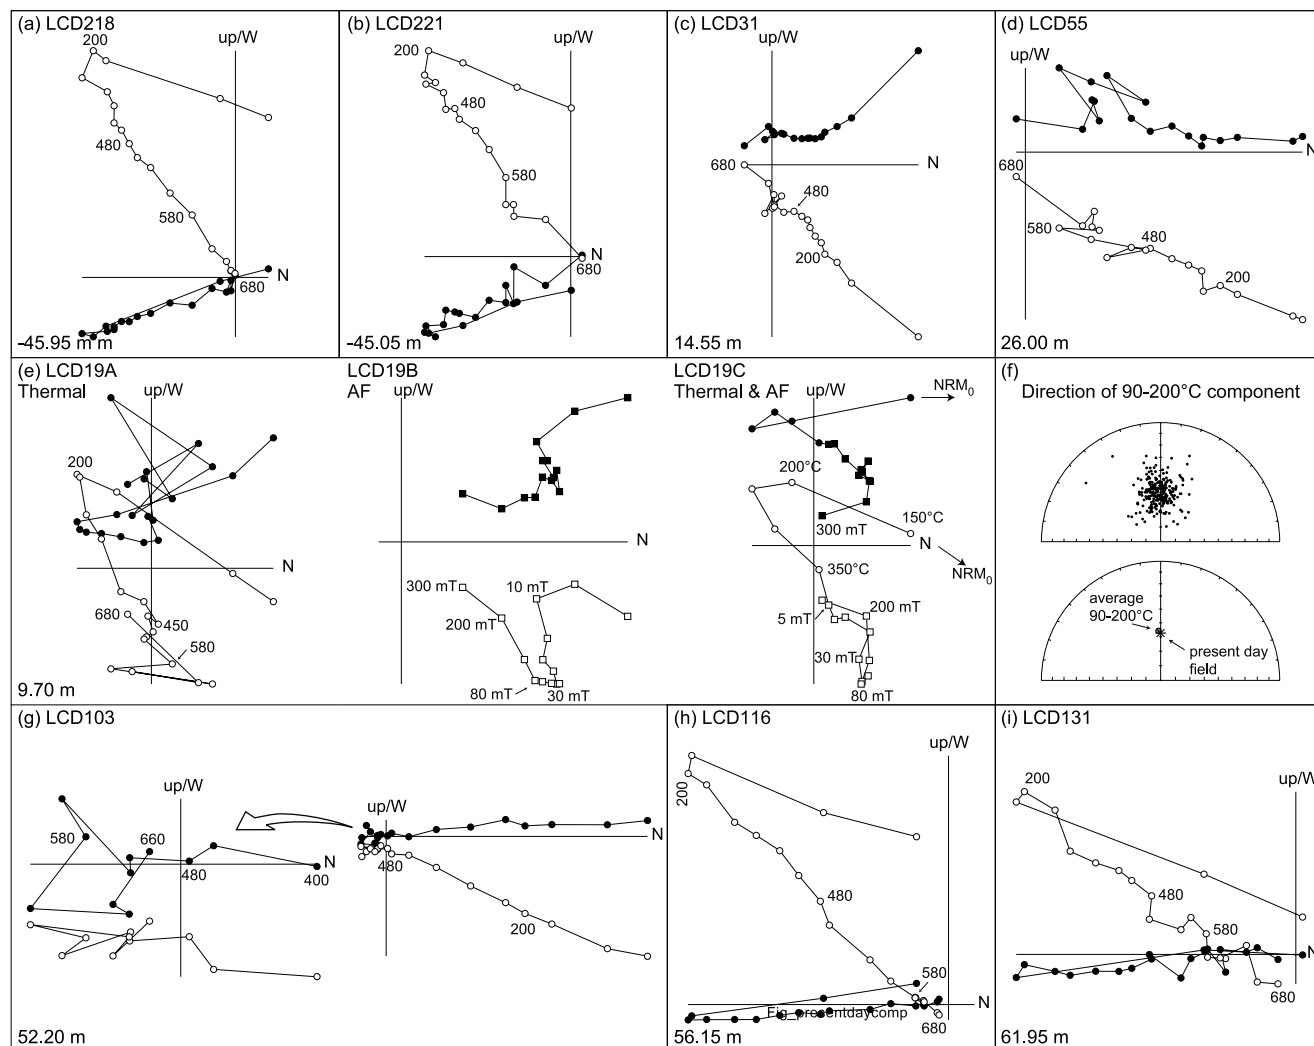 (a) LCD218
up/W
200
480
580
N
680
-45.95 m m
(b) LCD221
up/W
200
480
580
N
680
-45.05 m
(c) LCD31
up/W
N
680
480
200
14.55 m
(d) LCD55
up/W
N
680
580
480
200
26.00 m
(e) LCD19A
Thermal
up/W
200
N
680
450
580
9.70 m
LCD19B
AF
up/W
N
300 mT
10 mT
200 mT
80 mT
30 mT
LCD19C
Thermal & AF
up/W
NRM0
200°C
300 mT
150°C
N
NRM0
350°C
5 mT
200 mT
30 mT
80 mT
(f)
Direction of 90-200°C component
average
90-200°C
present day
field
(g) LCD103
up/W
580
660
N
480
400
up/W
N
480
200
52.20 m
(h) LCD116
up/W
200
480
580
N
Fig_presentdaycomp
680
56.15 m
(i) LCD131
up/W
200
480
580
N
680
61.95 m